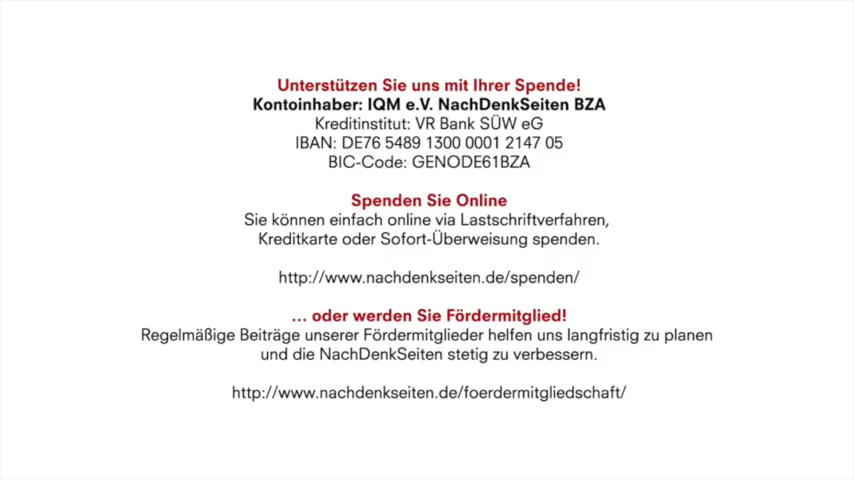 Unterstützen Sie uns mit Ihrer Spende!
Kontoinhaber: IQM e.V. NachDenkSeiten BZA
Kreditinstitut: VR Bank SÜW eG
IBAN: DE76 5489 1300 0001 2147 05
BIC-Code: GENODE61BZA
Spenden Sie Online
Sie können einfach online via Lastschriftverfahren,
Kreditkarte oder Sofort-Überweisung spenden.
http://www.nachdenkseiten.de/spenden/
... oder werden Sie Fördermitglied!
Regelmäßige Beiträge unserer Fördermitglieder helfen uns langfristig zu planen
und die NachDenkSeiten stetig zu verbessern.
http://www.nachdenkseiten.de/foerdermitgliedschaft/